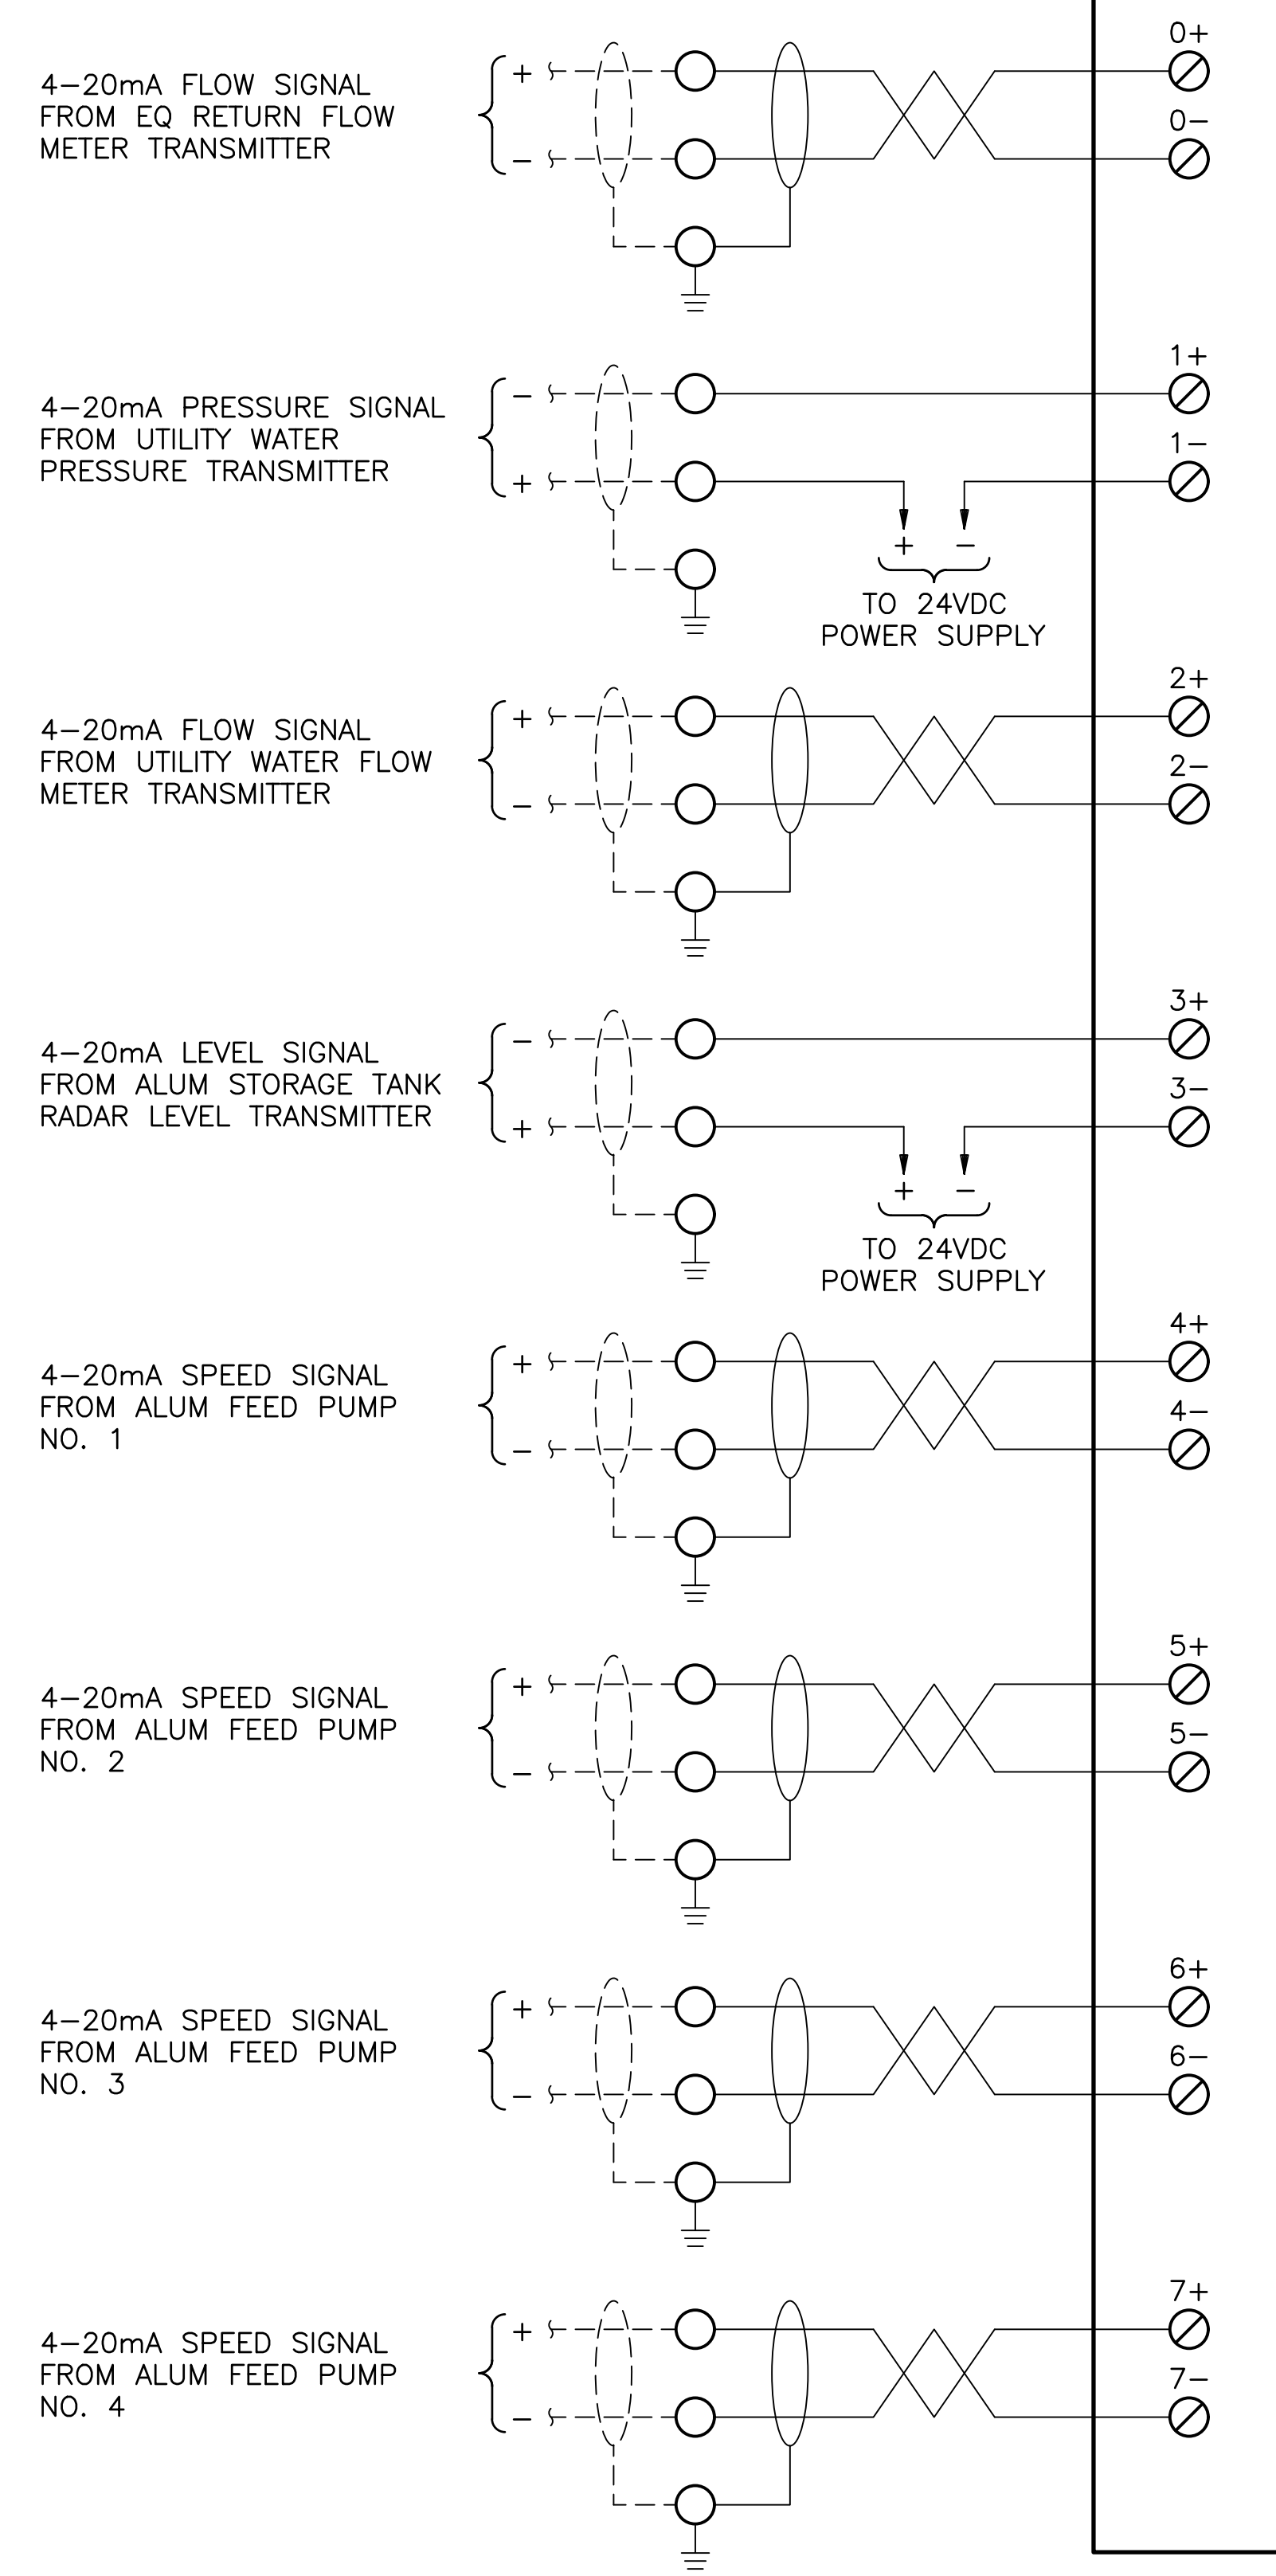 0+
4-20mA FLOW SIGNAL
FROM EQ RETURN FLOW
METER TRANSMITTER
+
-
0-
1+
4-20mA PRESSURE SIGNAL
FROM UTILITY WATER
PRESSURE TRANSMITTER
-
+
1-
+ -
TO 24VDC
POWER SUPPLY
2+
4-20mA FLOW SIGNAL
FROM UTILITY WATER FLOW
METER TRANSMITTER
+
-
2-
3+
4-20mA LEVEL SIGNAL
FROM ALUM STORAGE TANK
RADAR LEVEL TRANSMITTER
-
+
3-
+ -
TO 24VDC
POWER SUPPLY
4+
4-20mA SPEED SIGNAL
FROM ALUM FEED PUMP
NO. 1
+
-
4-
5+
4-20mA SPEED SIGNAL
FROM ALUM FEED PUMP
NO. 2
+
-
5-
6+
4-20mA SPEED SIGNAL
FROM ALUM FEED PUMP
NO. 3
+
-
6-
7+
4-20mA SPEED SIGNAL
FROM ALUM FEED PUMP
NO. 4
+
-
7-